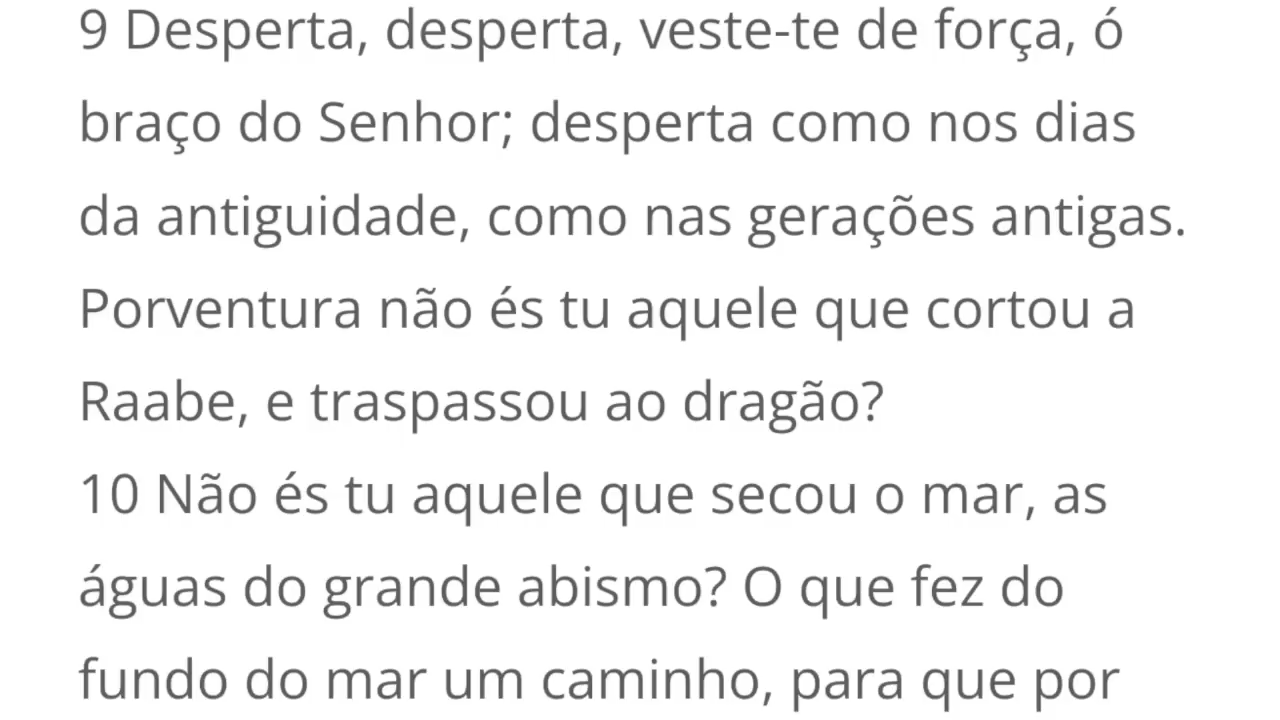 9 Desperta, desperta, veste-te de força, ó
braço do Senhor; desperta como nos dias
da antiguidade, como nas gerações antigas.
Porventura não és tu aquele que cortou a
Raabe, e traspassou ao dragão?
10 Não és tu aquele que secou o mar, as
águas do grande abismo? O que fez do
fundo do mar um caminho, para que por